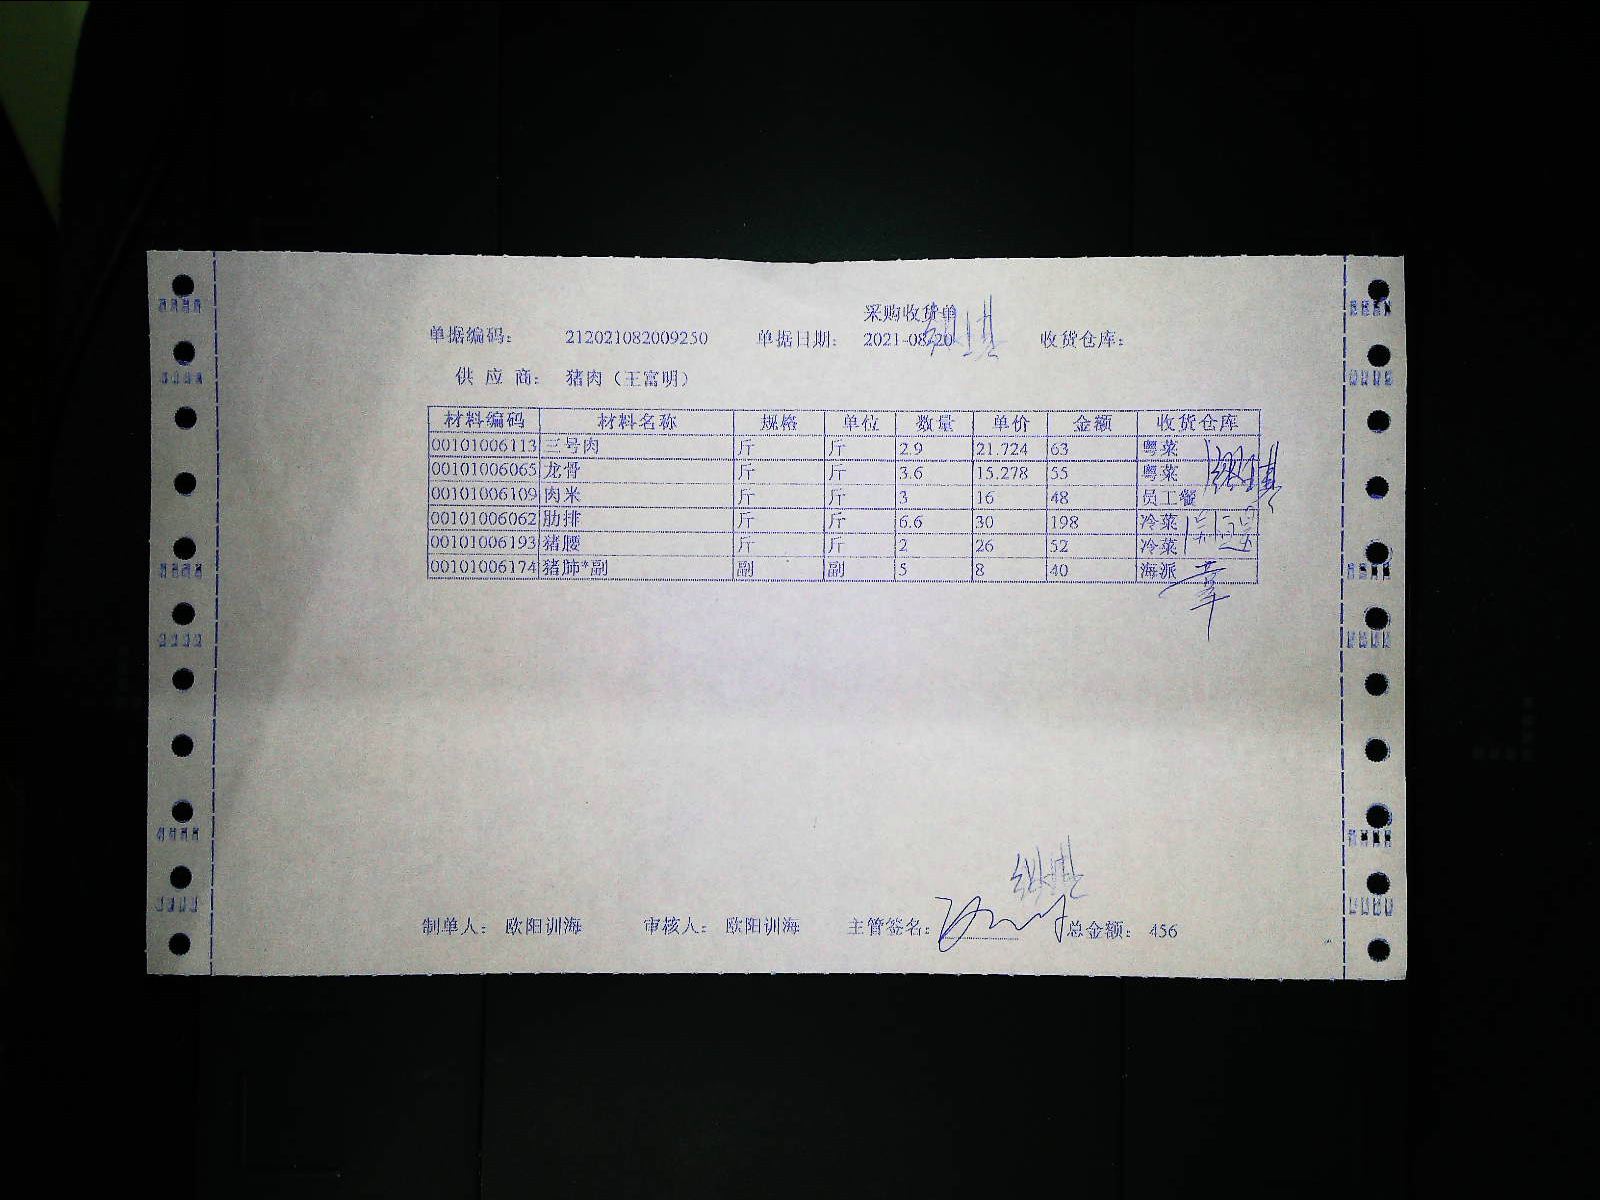 采购收货单
单据编码： 212021082009250 单据日期： 2021-08-20 收货仓库：
供 应 商： 猪肉（王富明）
材料编码 材料名称 规格 单位 数量 单价 金额 收货仓库
00101006113 三号肉 斤 斤 2.9 21.724 63 粤菜
00101006065 龙骨 斤 斤 3.6 15.278 55 粤菜
00101006109 肉米 斤 斤 3 16 48 员工餐
00101006062 肋排 斤 斤 6.6 30 198 冷菜
00101006193 猪腰 斤 斤 2 26 52 冷菜
00101006174 猪肺*副 副 副 5 8 40 海派
制单人： 欧阳训海 审核人： 欧阳训海 主管签名： 总金额： 456